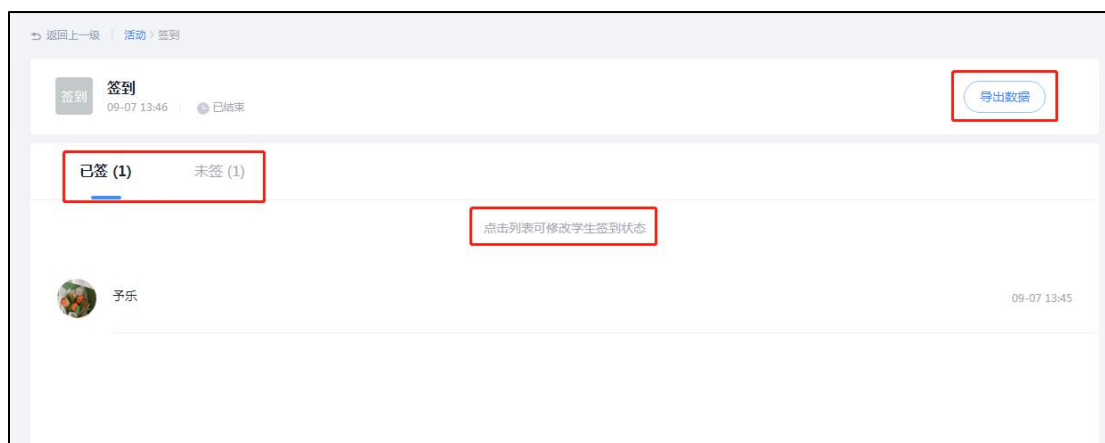 返回上一级 活动 > 签到
签到
签到
09-07 13:46 已结束
导出数据
已签 (1) 未签 (1)
点击列表可修改学生签到状态
予乐 09-07 13:45